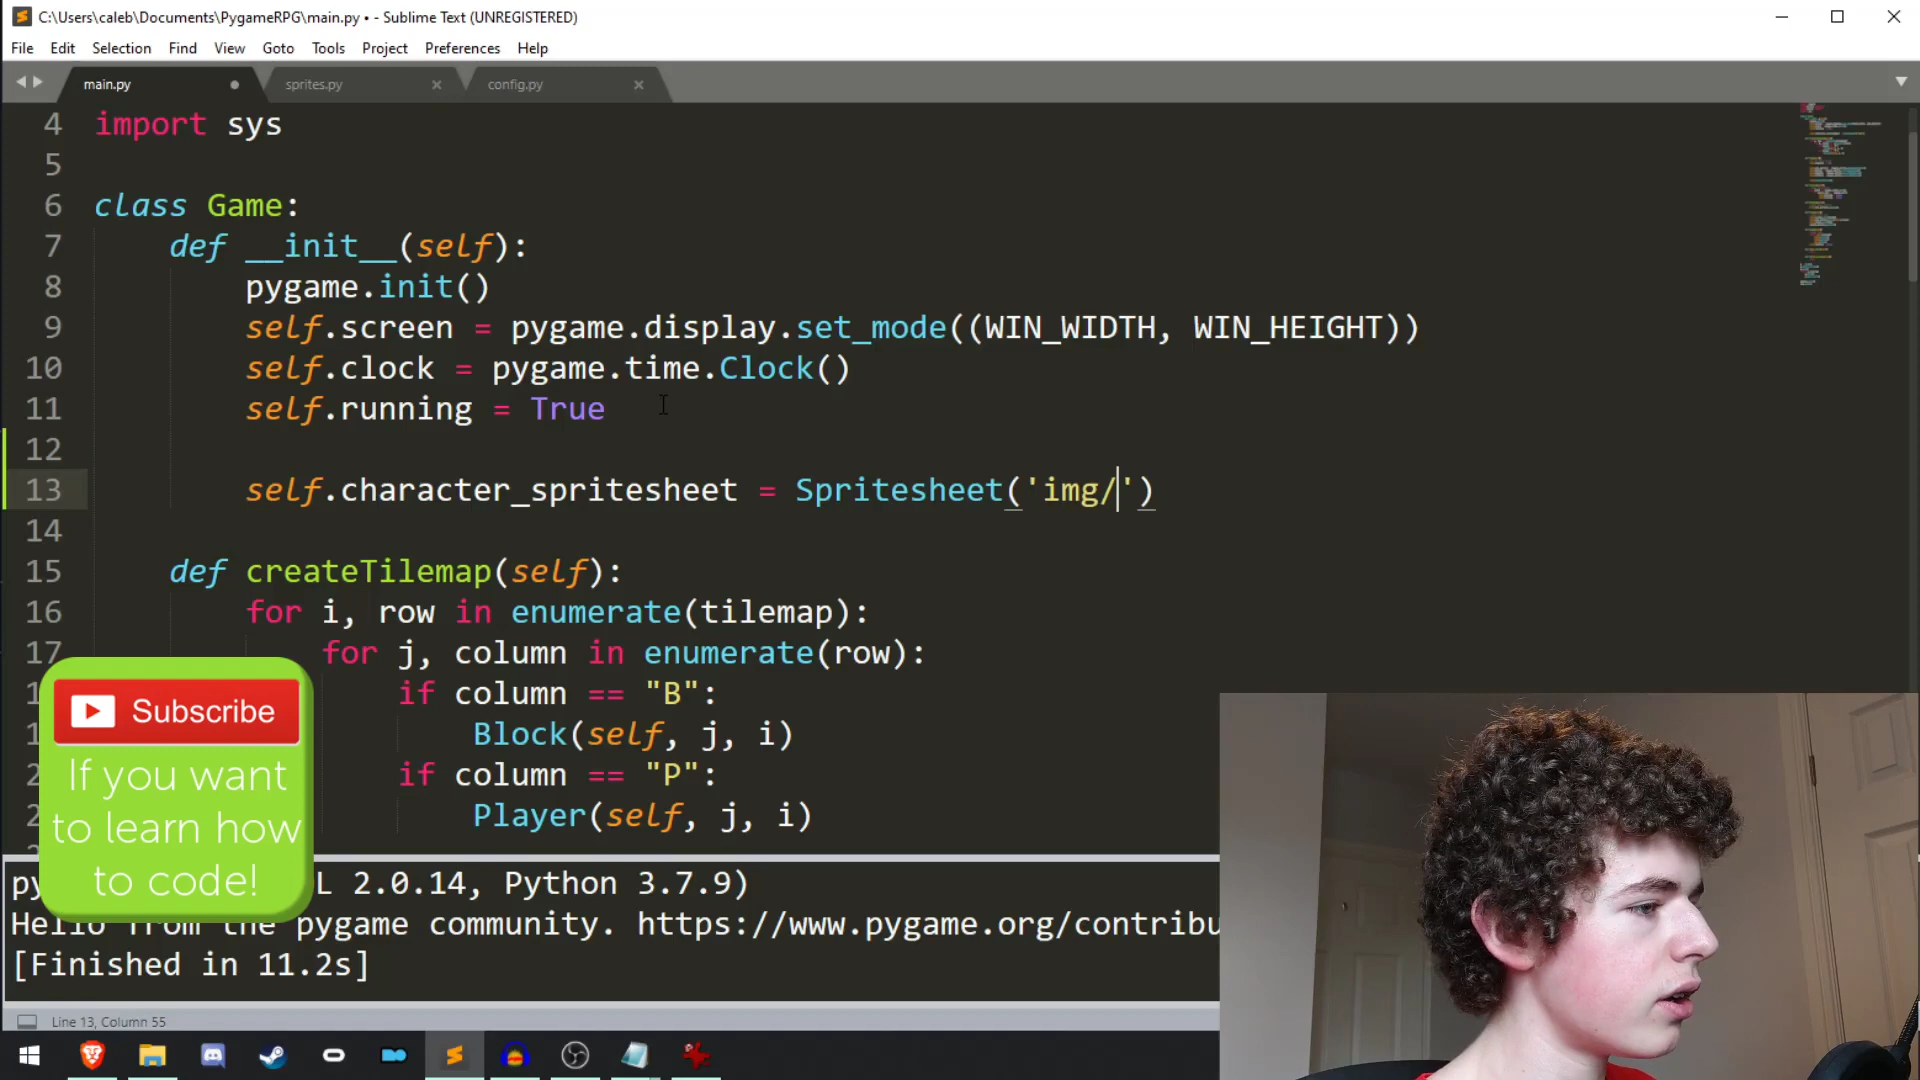 C:\Users\caleb\Documents\PygameRPG\main.py • - Sublime Text (UNREGISTERED)
File Edit Selection Find View Goto Tools Project Preferences Help
main.py sprites.py config.py
4 import sys
5
6 class Game:
7 def __init__(self):
8 pygame.init()
9 self.screen = pygame.display.set_mode((WIN_WIDTH, WIN_HEIGHT))
10 self.clock = pygame.time.Clock()
11 self.running = True
12
13 self.character_spritesheet = Spritesheet('img/')
14
15 def createTilemap(self):
16 for i, row in enumerate(tilemap):
17 for j, column in enumerate(row):
if column == "B":
Block(self, j, i)
if column == "P":
Player(self, j, i)
Subscribe
If you want
to learn how
to code!
py L 2.0.14, Python 3.7.9)
Hello from the pygame community. https://www.pygame.org/contribu
[Finished in 11.2s]
Line 13, Column 55